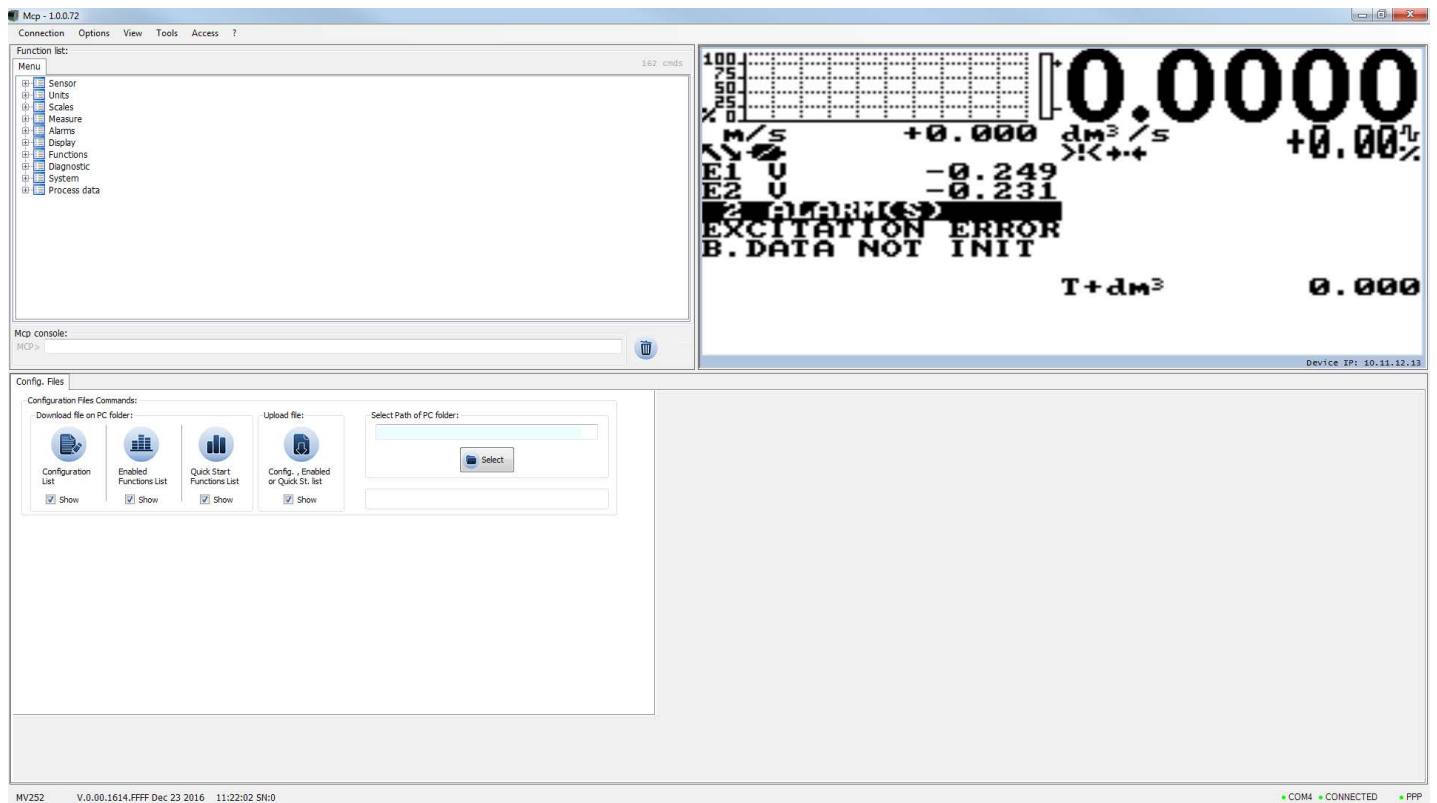 Mcp - 1.0.0.72
Connection Options View Tools Access ?
Function list:
Menu
162 cmds
Sensor
Units
Scales
Measure
Alarms
Display
Functions
Diagnostic
System
Process data
Mcp console:
MCP>
100
75
50
25
% 0
+
-
0.0000
m/s +0.000 dm³/s +0.00%
E1 V -0.249
E2 V -0.231
2 ALARM(S)
EXCITATION ERROR
B.DATA NOT INIT
T+dm³ 0.000
Device IP: 10.11.12.13
Config. Files
Configuration Files Commands:
Download file on PC folder:
Configuration List
Show
Enabled Functions List
Show
Quick Start Functions List
Show
Upload file:
Config. , Enabled or Quick St. list
Show
Select Path of PC folder:
Select
MV252 V.0.00.1614.FFFF Dec 23 2016 11:22:02 SN:0
COM4 CONNECTED PPP